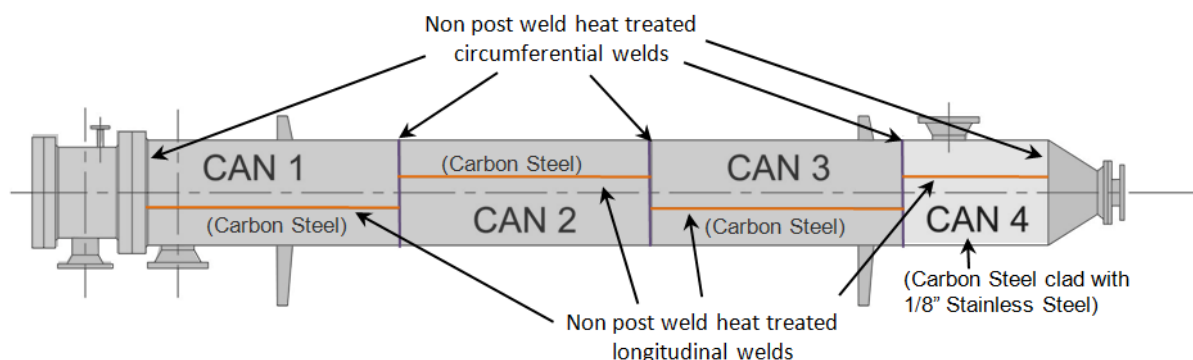 Non post weld heat treated
circumferential welds
CAN 1
(Carbon Steel)
CAN 3
(Carbon Steel)
CAN 2
(Carbon Steel)
CAN 4
(Carbon Steel clad with
1/8” Stainless Steel)
Non post weld heat treated
longitudinal welds